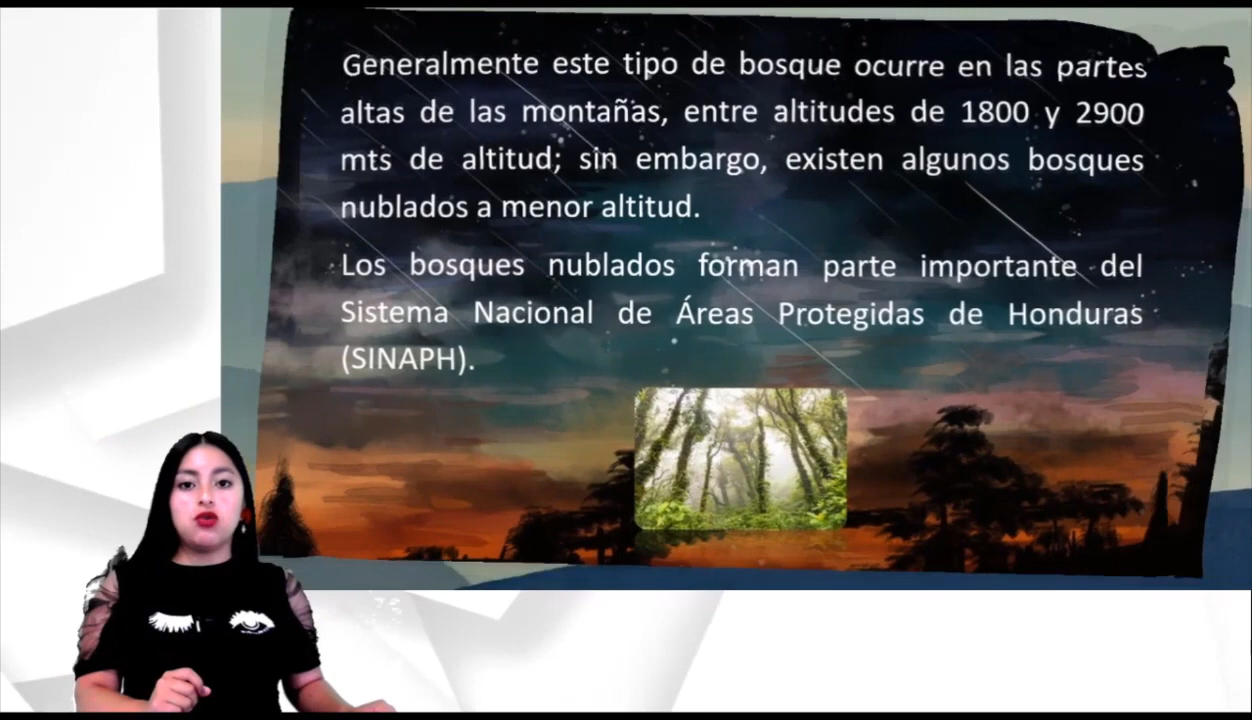 Generalmente este tipo de bosque ocurre en las partes
altas de las montañas, entre altitudes de 1800 y 2900
mts de altitud; sin embargo, existen algunos bosques
nublados a menor altitud.
Los bosques nublados forman parte importante del
Sistema Nacional de Áreas Protegidas de Honduras
(SINAPH).